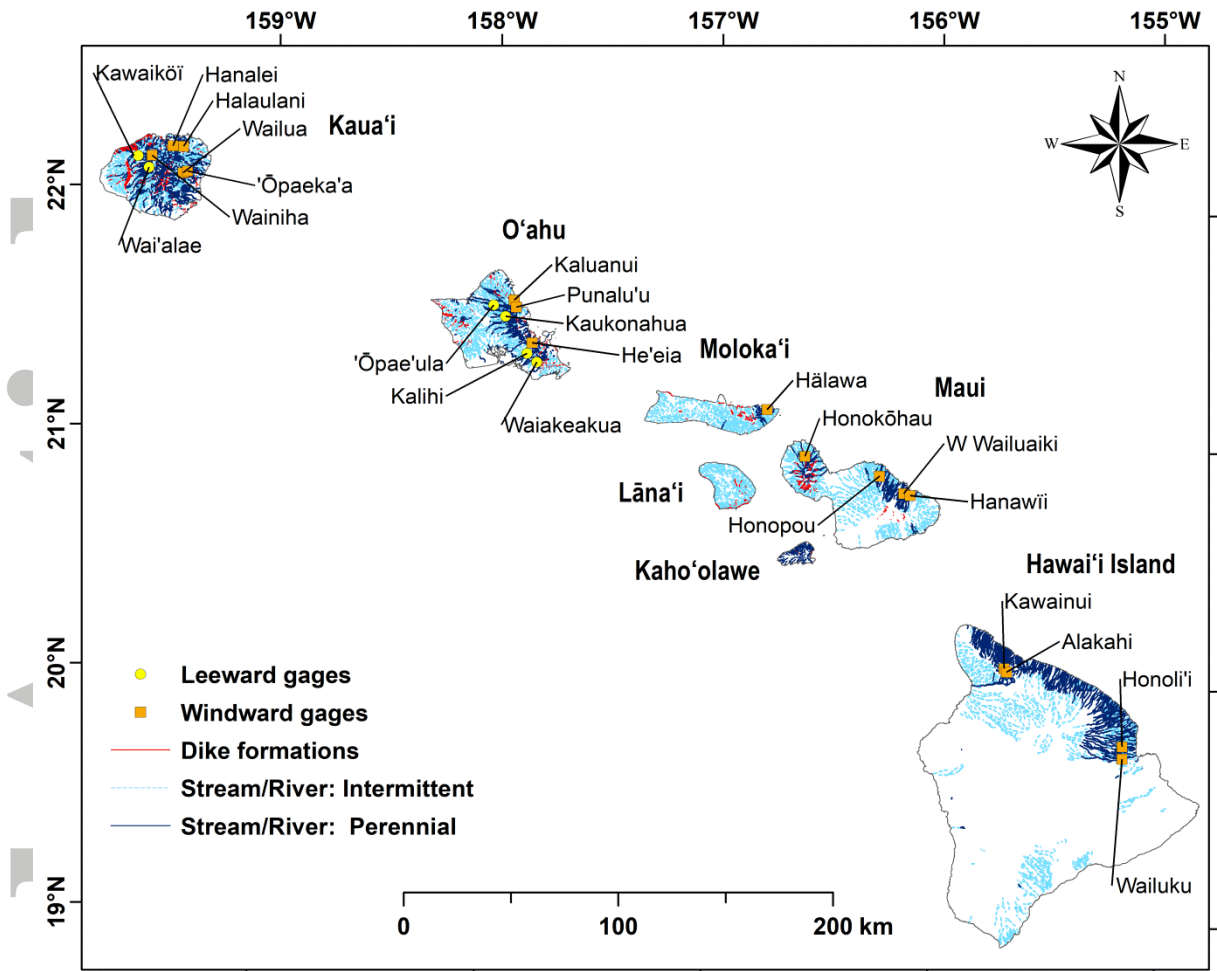 159°W 158°W 157°W 156°W 155°W
Kawaiköï
Hanalei
Halaulani
Wailua
Kaua‘i
'Ōpaeka'a
Wainiha
Wai'alae
22°N
N
W
E
S
O‘ahu
Kaluanui
Punalu'u
Kaukonahua
He'eia
'Ōpae'ula
Kalihi
Waiakeakua
21°N
Moloka‘i
Hälawa
Maui
Honokōhau
W Wailuaiki
Lāna‘i
Hanawïi
Honopou
Kaho‘olawe
Hawai‘i Island
Kawainui
Alakahi
Honoli'i
Wailuku
20°N
Leeward gages
Windward gages
Dike formations
Stream/River: Intermittent
Stream/River: Perennial
19°N
0 100 200 km